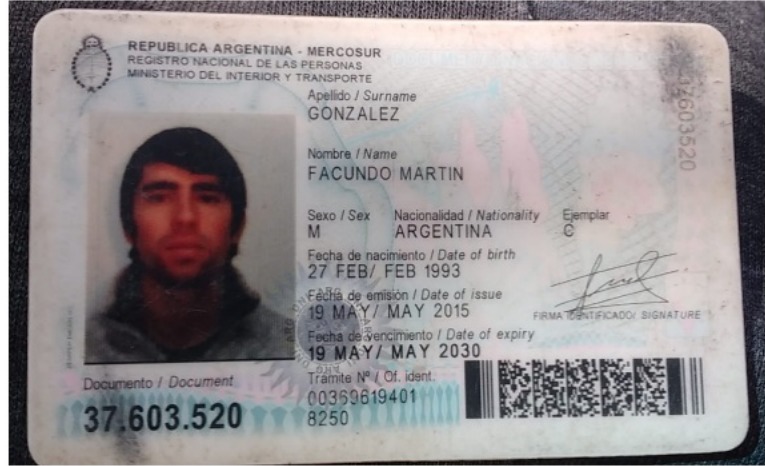 REPUBLICA ARGENTINA - MERCOSUR
REGISTRO NACIONAL DE LAS PERSONAS
MINISTERIO DEL INTERIOR Y TRANSPORTE
Apellido / Surname
GONZALEZ
Nombre / Name
FACUNDO MARTIN
Sexo / Sex Nacionalidad / Nationality Ejemplar
M ARGENTINA C
Fecha de nacimiento / Date of birth
27 FEB/ FEB 1993
Fecha de emisión / Date of issue
19 MAY/ MAY 2015
FIRMA IDENTIFICADO/ SIGNATURE
Fecha de vencimiento / Date of expiry
19 MAY/ MAY 2030
Documento / Document
37.603.520
Tramite Nº / Of. ident.
00369619401
8250
37603520